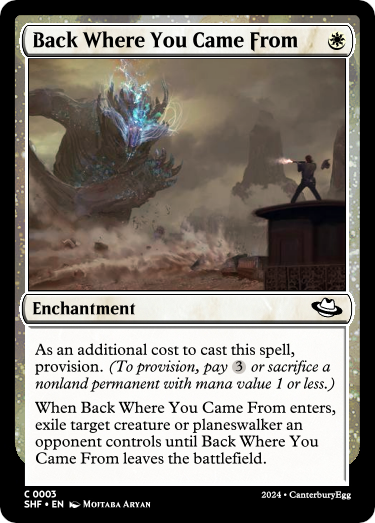 Back Where You Came From
Enchantment
As an additional cost to cast this spell,
provision. (To provision, pay 3 or sacrifice a
nonland permanent with mana value 1 or less.)
When Back Where You Came From enters,
exile target creature or planeswalker an
opponent controls until Back Where You
Came From leaves the battlefield.
C 0003
SHF • EN Mojtaba Aryan
2024 • CanterburyEgg